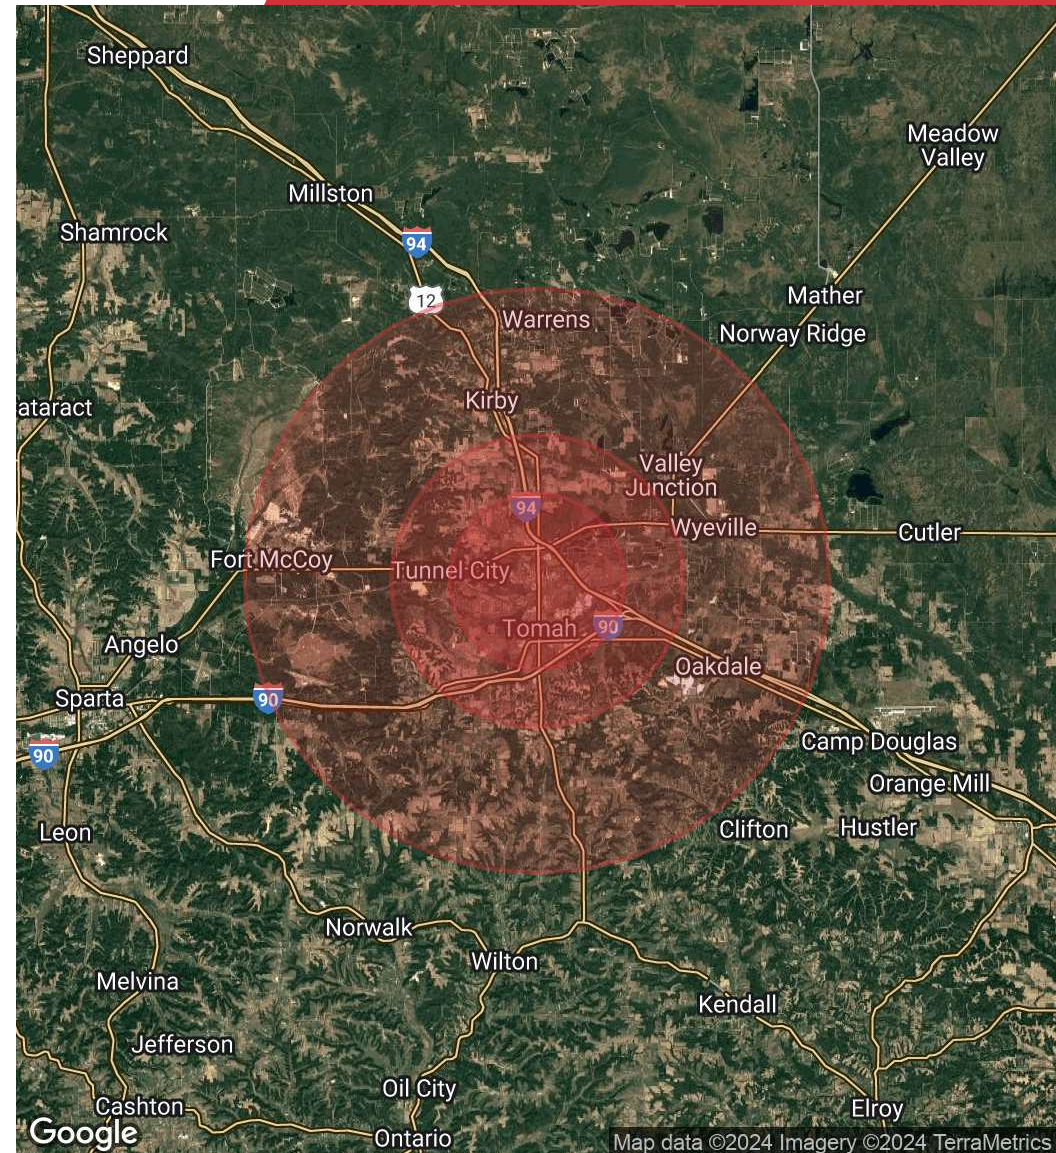 Sheppard
Meadow
Valley
Millston
Shamrock
94
Mather
12
Warrens
Norway Ridge
Kirby
ataract
Valley
Junction
94
Wyeville
Cutler
Fort McCoy
Tunnel City
Tomah
90
Angelo
Oakdale
Sparta
90
Camp Douglas
90
Orange Mill
Leon
Clifton
Hustler
Norwalk
Wilton
Melvina
Kendall
Jefferson
Oil City
Cashton
Elroy
Google
Ontario
Map data ©2024 Imagery ©2024 TerraMetrics